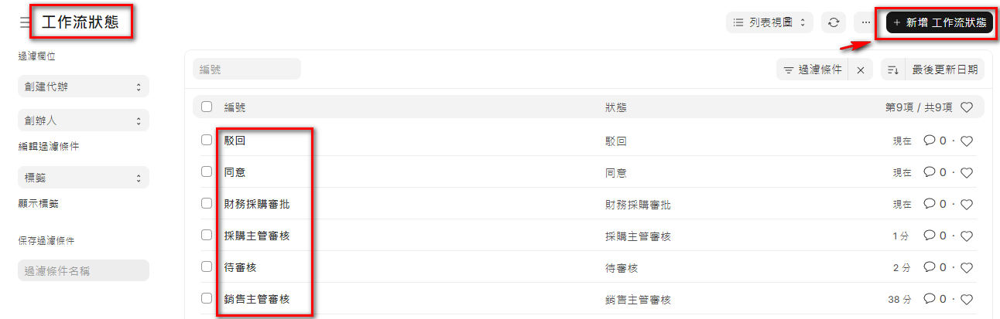 工作流狀態
列表視圖
···
+ 新增 工作流狀態
過濾欄位
創建代辦
創辦人
編輯過濾條件
標籤
顯示標籤
保存過濾條件
過濾條件名稱
編號
過濾條件
最後更新日期
編號 狀態 第9項 / 共9項
駁回 駁回 現在 0 ·
同意 同意 現在 0 ·
財務採購審批 財務採購審批 現在 0 ·
採購主管審核 採購主管審核 1 分 0 ·
待審核 待審核 2 分 0 ·
銷售主管審核 銷售主管審核 38 分 0 ·